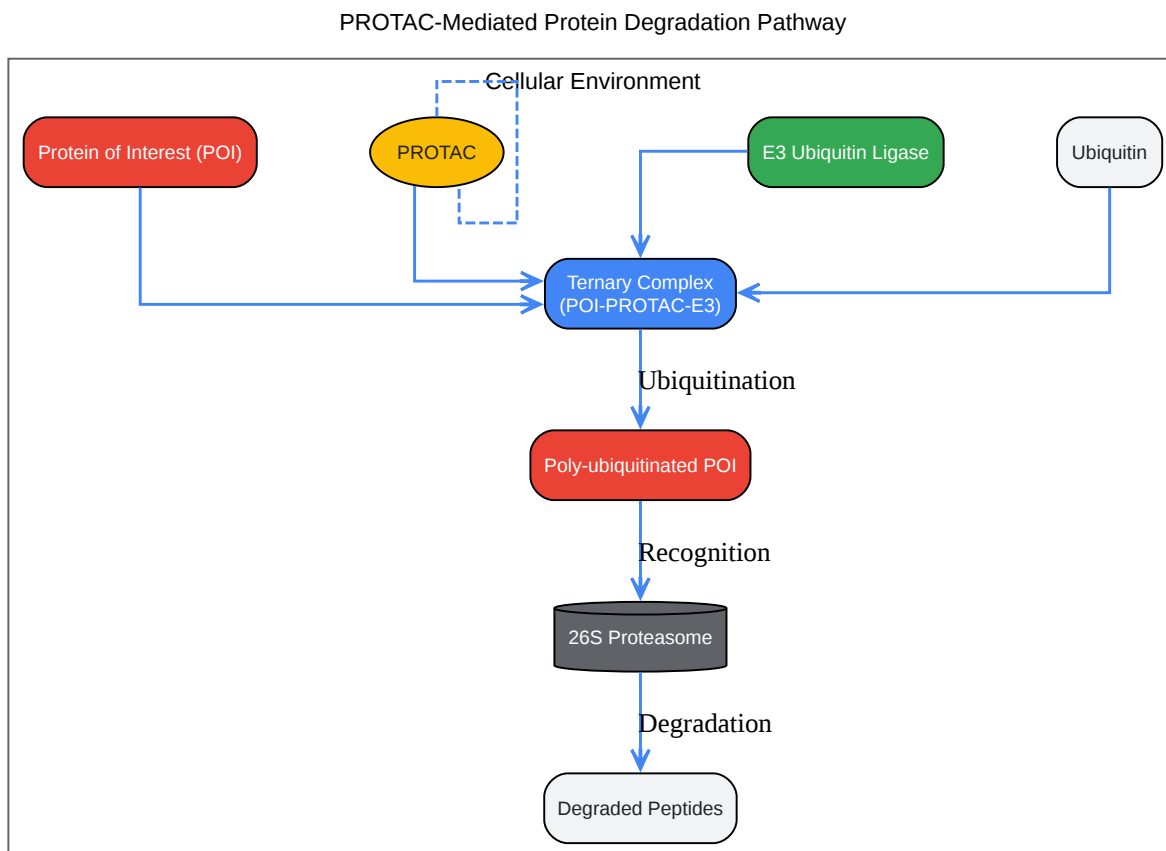 PROTAC-Mediated Protein Degradation Pathway
Cellular Environment
Protein of Interest (POI)
PROTAC
E3 Ubiquitin Ligase
Ubiquitin
Ternary Complex
(POI-PROTAC-E3)
Ubiquitination
Poly-ubiquitinated POI
Recognition
26S Proteasome
Degradation
Degraded Peptides